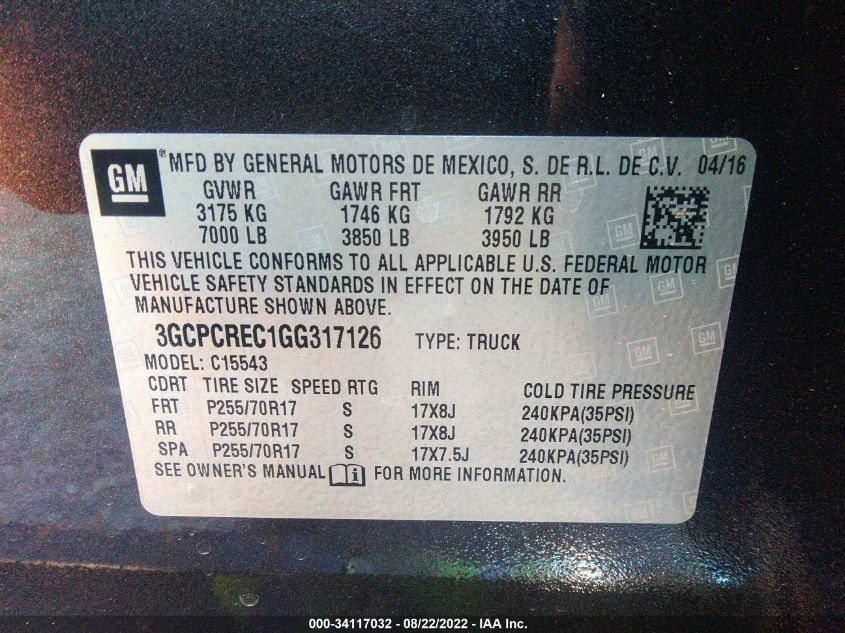 GM ® MFD BY GENERAL MOTORS DE MEXICO, S. DE R.L. DE C.V. 04/16
GVWR GAWR FRT GAWR RR
3175 KG 1746 KG 1792 KG
7000 LB 3850 LB 3950 LB
THIS VEHICLE CONFORMS TO ALL APPLICABLE U.S. FEDERAL MOTOR
VEHICLE SAFETY STANDARDS IN EFFECT ON THE DATE OF
MANUFACTURE SHOWN ABOVE.
3GCPCREC1GG317126 TYPE: TRUCK
MODEL: C15543
CDRT TIRE SIZE SPEED RTG RIM COLD TIRE PRESSURE
FRT P255/70R17 S 17X8J 240KPA(35PSI)
RR P255/70R17 S 17X8J 240KPA(35PSI)
SPA P255/70R17 S 17X7.5J 240KPA(35PSI)
SEE OWNER'S MANUAL i FOR MORE INFORMATION.
000-34117032 - 08/22/2022 - IAA Inc.